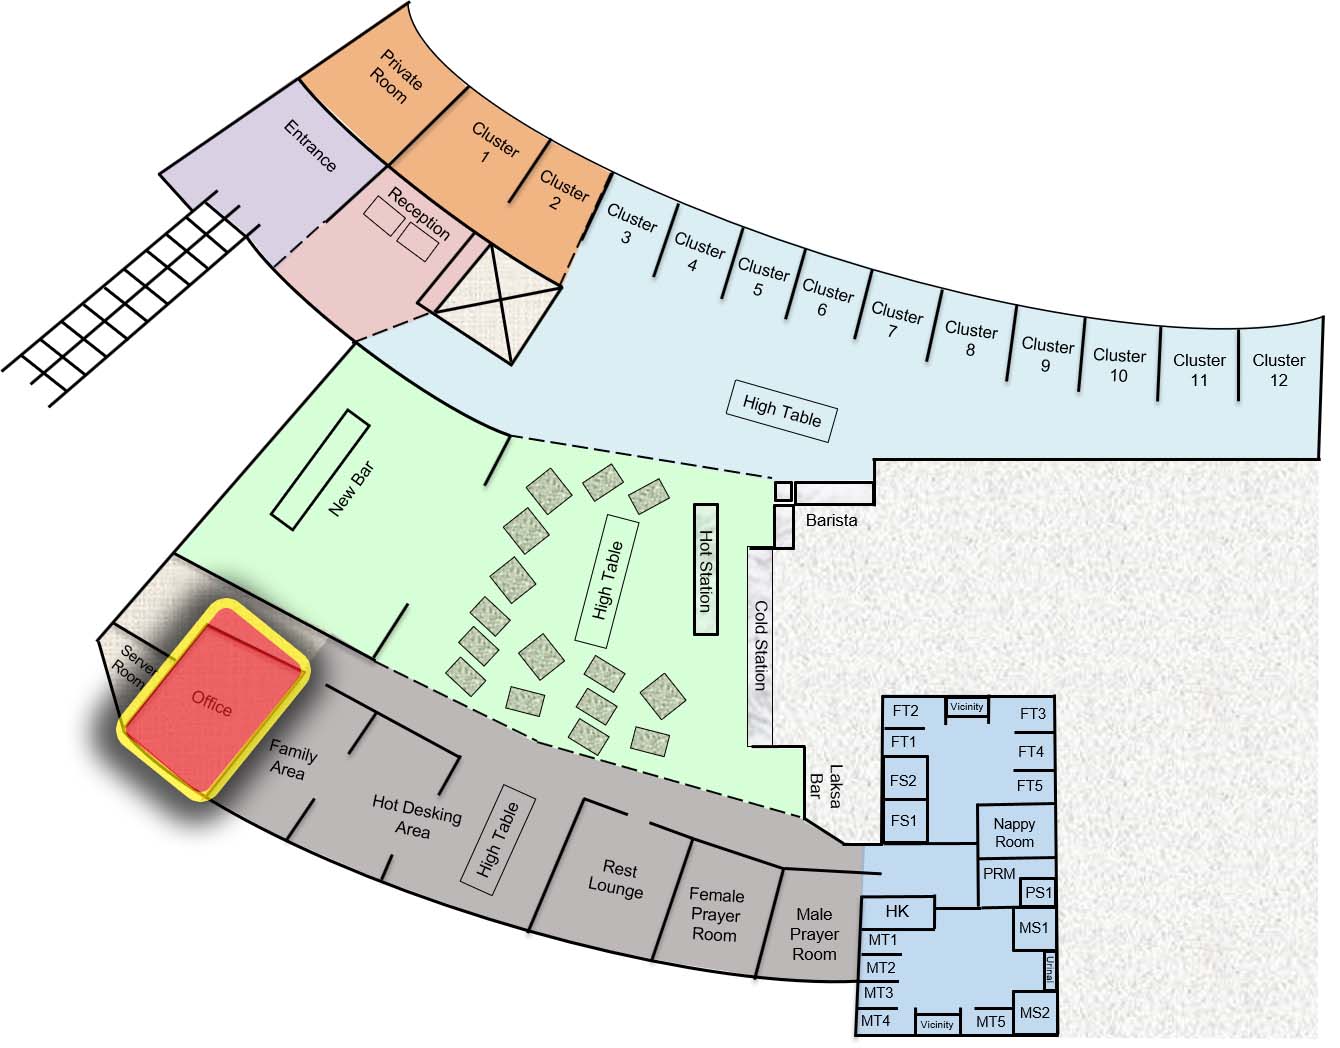 Private
Room
Entrance
Cluster
1
Cluster
2
Reception
Cluster
3
Cluster
4
Cluster
5
Cluster
6
Cluster
7
Cluster
8
Cluster
9
Cluster
10
Cluster
11
Cluster
12
High Table
New Bar
High Table
Hot Station
Barista
Cold Station
Laksa
Bar
Server
Room
Office
Family
Area
Hot Desking
Area
High Table
Rest
Lounge
Female
Prayer
Room
Male
Prayer
Room
FT2
Vicinity
FT3
FT1
FT4
FS2
FT5
FS1
Nappy
Room
PRM
PS1
HK
MS1
MT1
MT2
Urinal
MT3
MT4
Vicinity
MT5
MS2